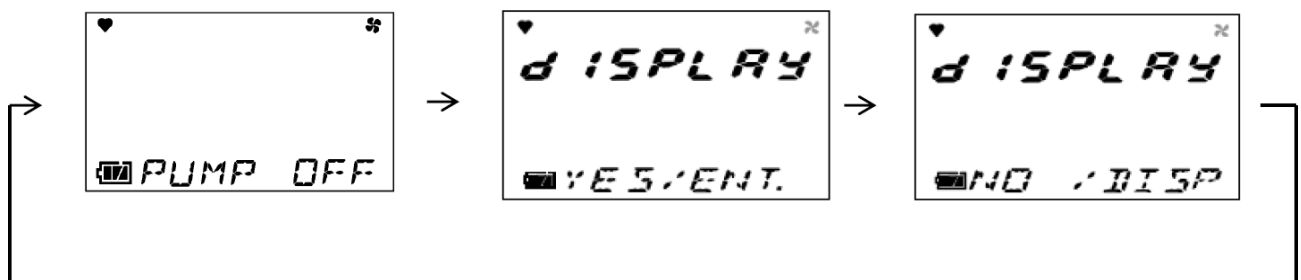 PUMP OFF
dISPLAY
YES/ENT.
dISPLAY
NO /DISP